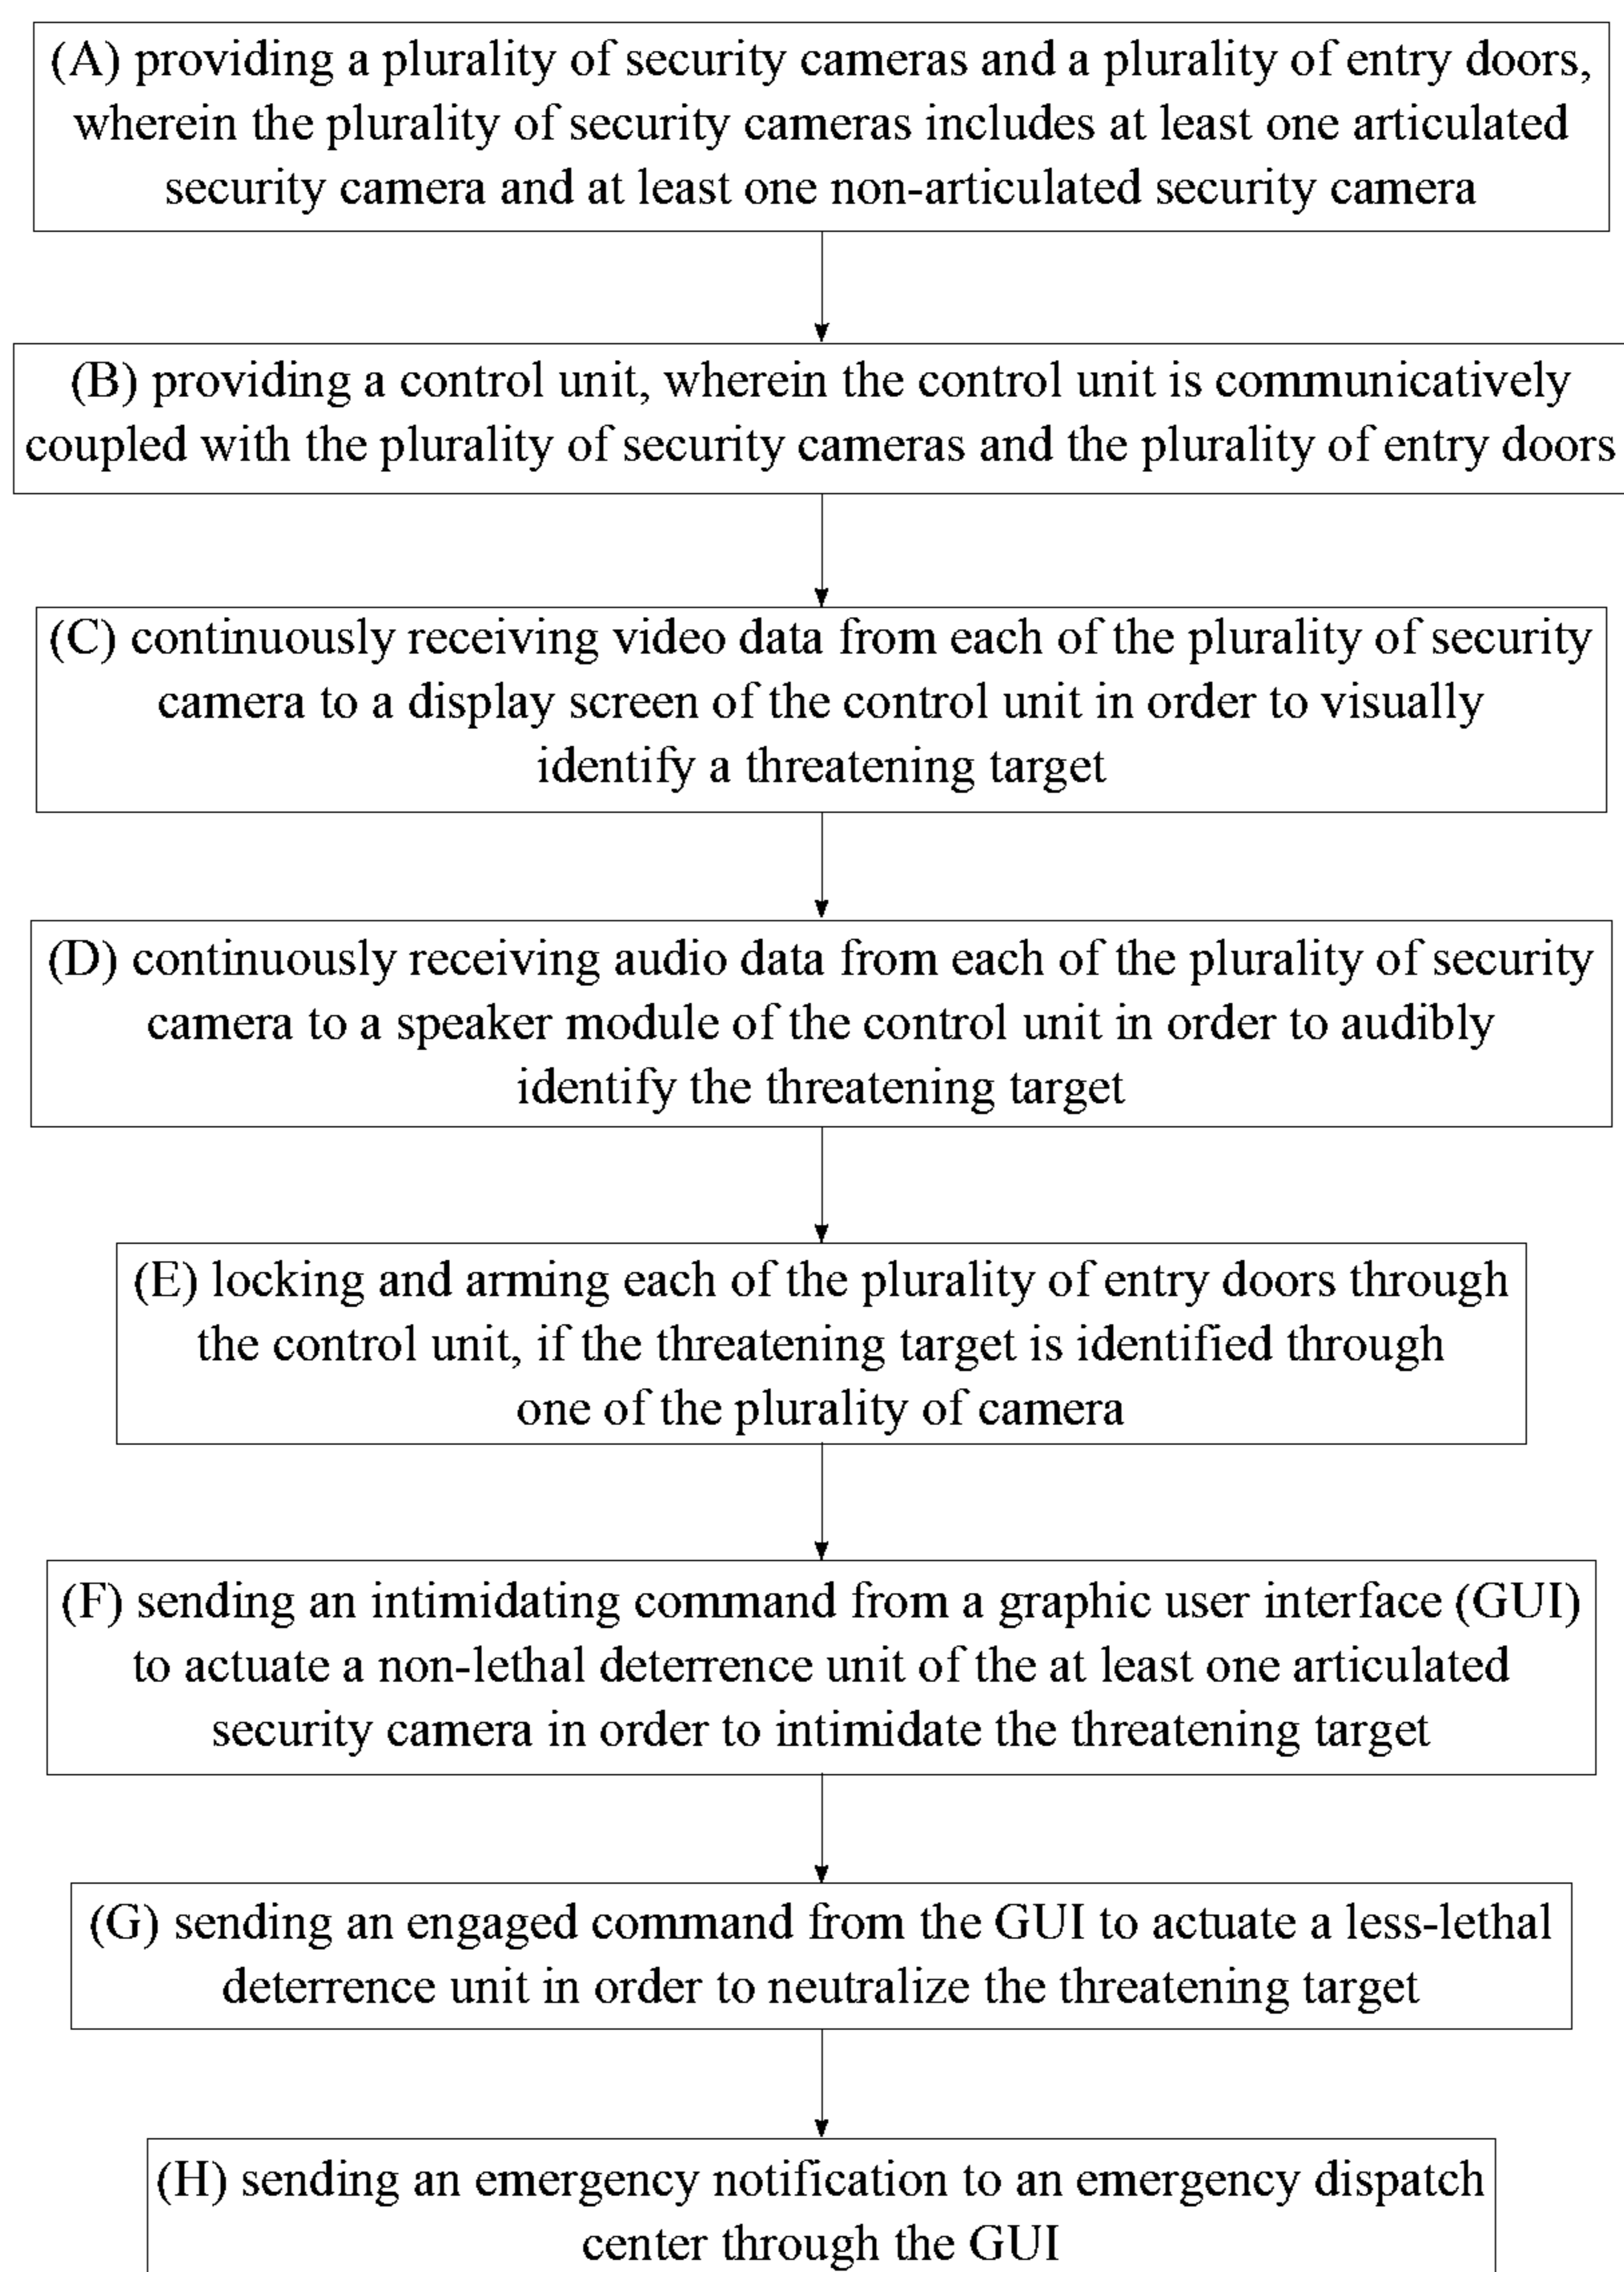 (A) providing a plurality of security cameras and a plurality of entry doors,
wherein the plurality of security cameras includes at least one articulated
security camera and at least one non-articulated security camera
(B) providing a control unit, wherein the control unit is communicatively
coupled with the plurality of security cameras and the plurality of entry doors
(C) continuously receiving video data from each of the plurality of security
camera to a display screen of the control unit in order to visually
identify a threatening target
(D) continuously receiving audio data from each of the plurality of security
camera to a speaker module of the control unit in order to audibly
identify the threatening target
(E) locking and arming each of the plurality of entry doors through
the control unit, if the threatening target is identified through
one of the plurality of camera
(F) sending an intimidating command from a graphic user interface (GUI)
to actuate a non-lethal deterrence unit of the at least one articulated
security camera in order to intimidate the threatening target
(G) sending an engaged command from the GUI to actuate a less-lethal
deterrence unit in order to neutralize the threatening target
(H) sending an emergency notification to an emergency dispatch
center through the GUI